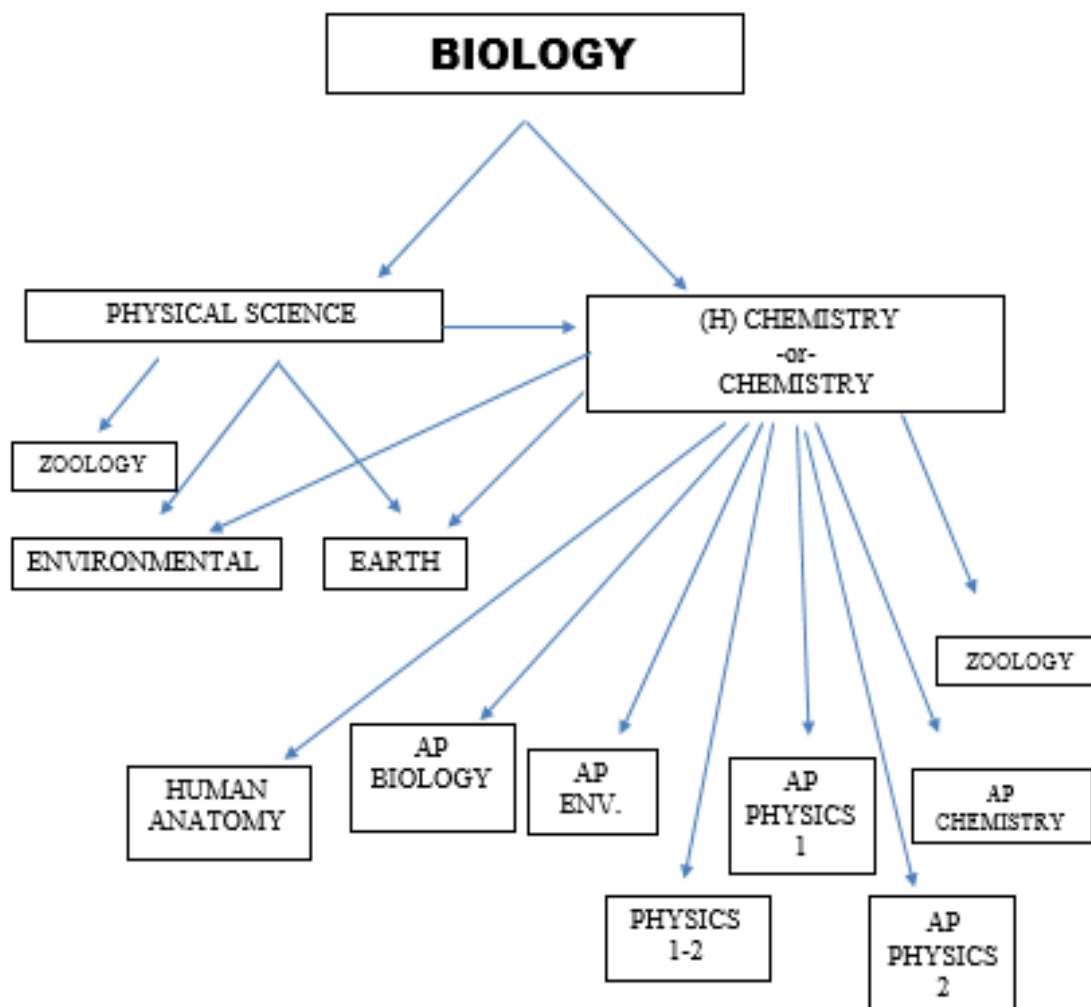 BIOLOGY
PHYSICAL SCIENCE
(H) CHEMISTRY
-or-
CHEMISTRY
ZOOLOGY
ENVIRONMENTAL
EARTH
ZOOLOGY
HUMAN
ANATOMY
AP
BIOLOGY
AP
ENV.
AP
PHYSICS
1
AP
CHEMISTRY
PHYSICS
1-2
AP
PHYSICS
2